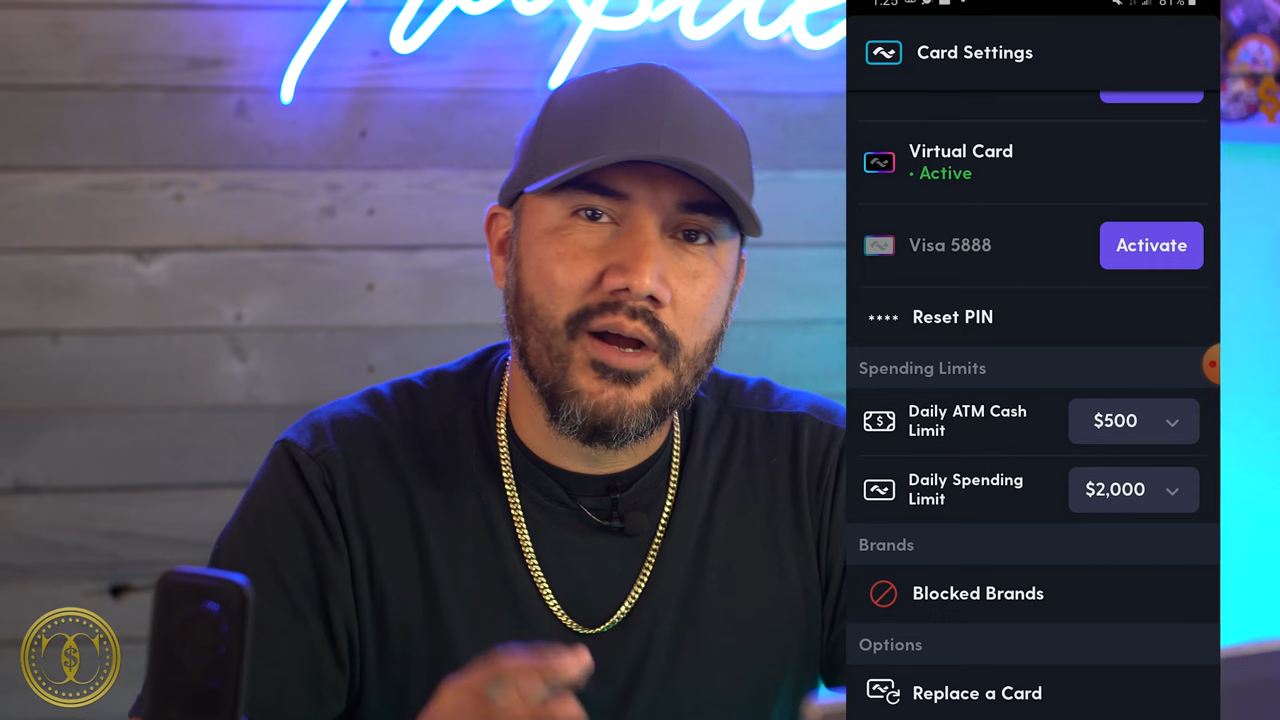 Card Settings
Virtual Card
• Active
Visa 5888
Activate
**** Reset PIN
Spending Limits
Daily ATM Cash
Limit
$500
Daily Spending
Limit
$2,000
Brands
Blocked Brands
Options
Replace a Card